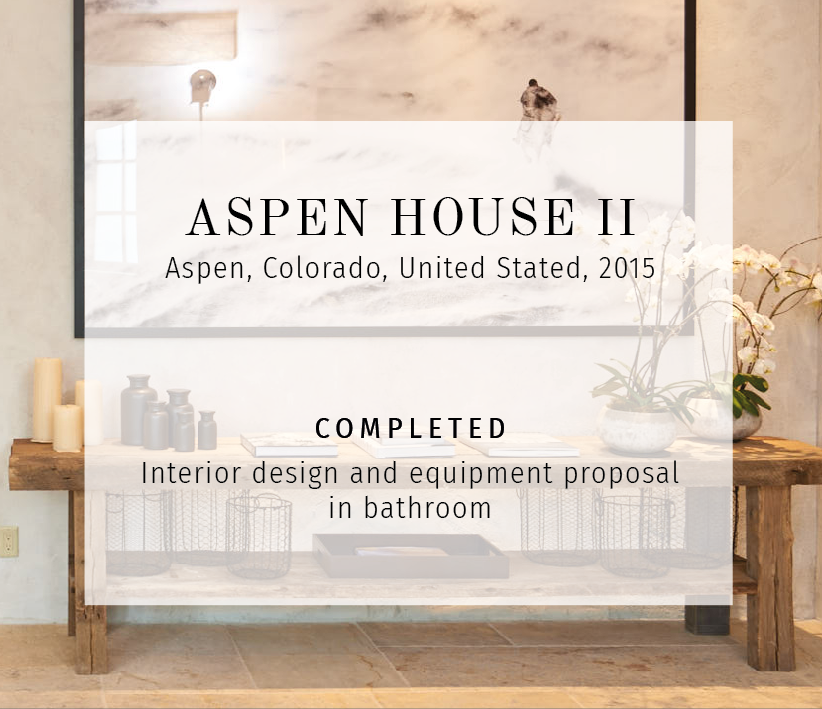 ASPEN HOUSE II
Aspen, Colorado, United Stated, 2015
COMPLETED
Interior design and equipment proposal
in bathroom